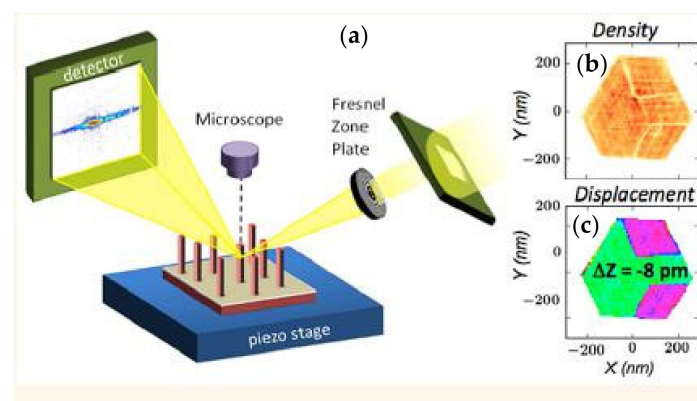 (a)
detector
Microscope
Fresnel
Zone
Plate
piezo stage
Density
(b)
200
0
−200
Y (nm)
Displacement
(c)
200
0
−200
Y (nm)
ΔZ = -8 pm
−200
0
200
X (nm)